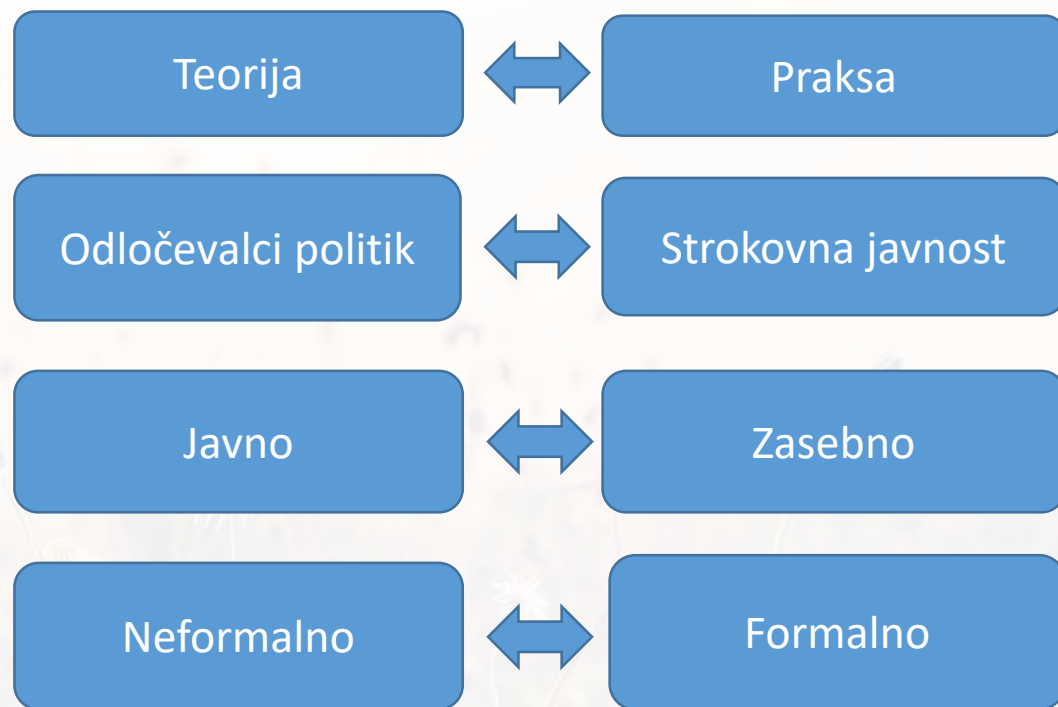 Teorija
Praksa
Odločevalci politik
Strokovna javnost
Javno
Zasebno
Neformalno
Formalno